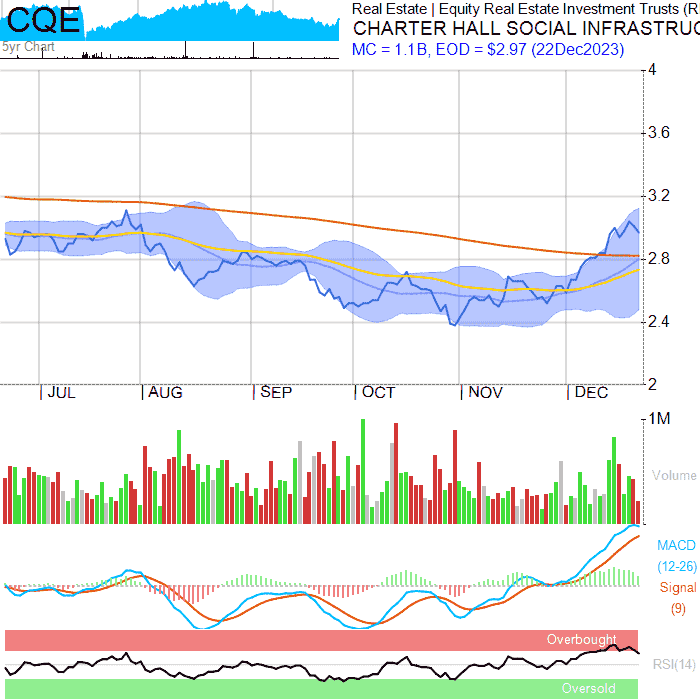 CQE
5yr Chart
Real Estate | Equity Real Estate Investment Trusts (R
CHARTER HALL SOCIAL INFRASTRUC
MC = 1.1B, EOD = $2.97 (22Dec2023)
4
3.6
3.2
2.8
2.4
2
JUL AUG SEP OCT NOV DEC
1M
Volume
MACD
(12-26)
Signal
(9)
Overbought
RSI(14)
Oversold